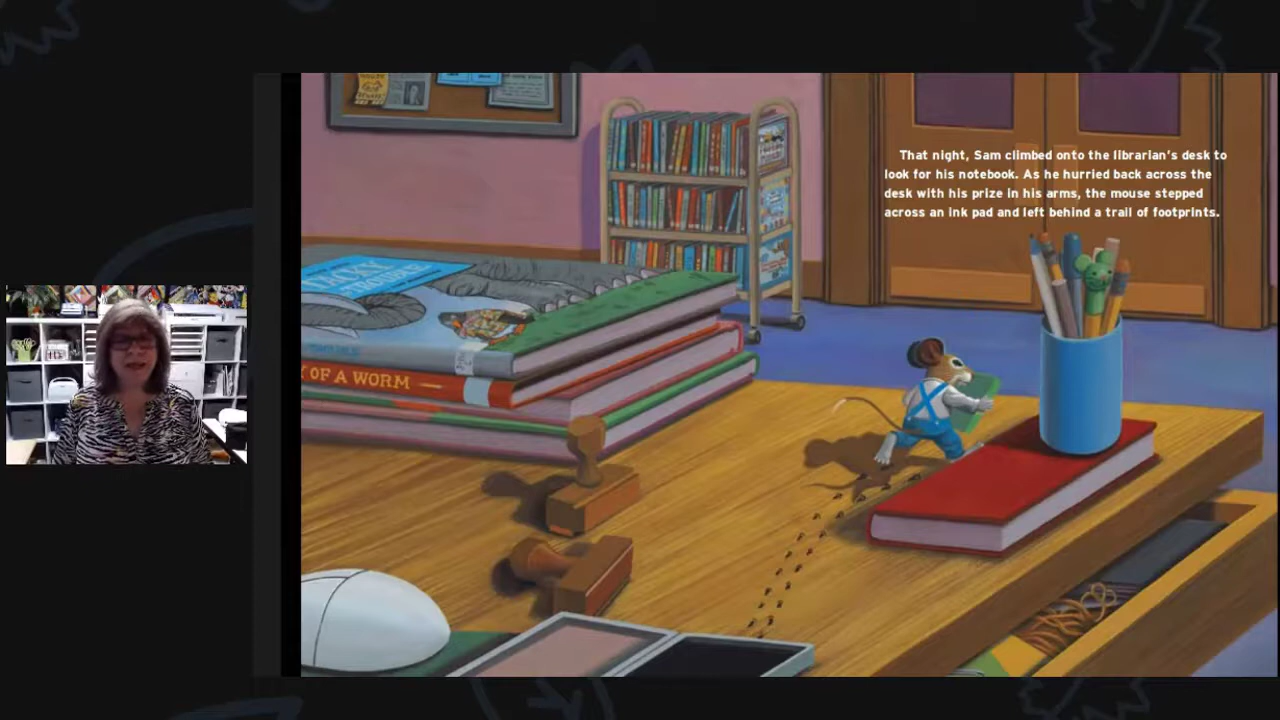 That night, Sam climbed onto the librarian's desk to
look for his notebook. As he hurried back across the
desk with his prize in his arms, the mouse stepped
across an ink pad and left behind a trail of footprints.
OF A WORM